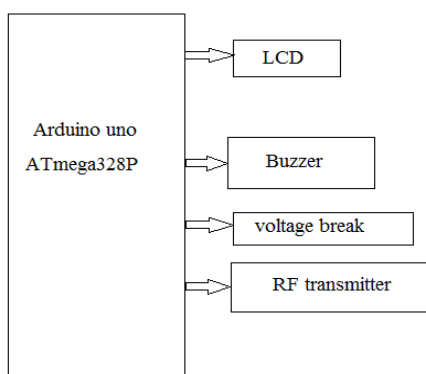 LCD
Arduino uno
ATmega328P
Buzzer
voltage break
RF transmitter